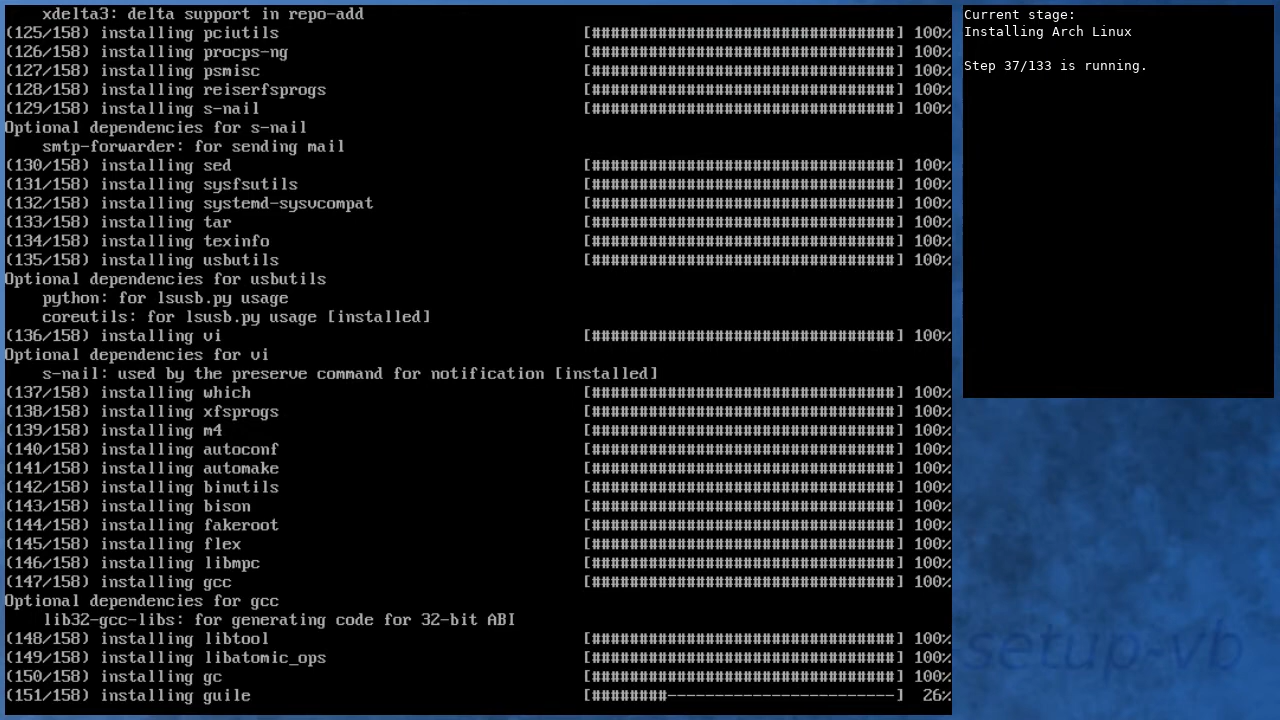 xdelta3: delta support in repo-add
(125/158) installing pciutils [################################] 100%
(126/158) installing procps-ng [################################] 100%
(127/158) installing psmisc [################################] 100%
(128/158) installing reiserfsprogs [################################] 100%
(129/158) installing s-nail [################################] 100%
Optional dependencies for s-nail
smtp-forwarder: for sending mail
(130/158) installing sed [################################] 100%
(131/158) installing sysfsutils [################################] 100%
(132/158) installing systemd-sysvcompat [################################] 100%
(133/158) installing tar [################################] 100%
(134/158) installing texinfo [################################] 100%
(135/158) installing usbutils [################################] 100%
Optional dependencies for usbutils
python: for lsusb.py usage
coreutils: for lsusb.py usage [installed]
(136/158) installing vi [################################] 100%
Optional dependencies for vi
s-nail: used by the preserve command for notification [installed]
(137/158) installing which [################################] 100%
(138/158) installing xfsprogs [################################] 100%
(139/158) installing m4 [################################] 100%
(140/158) installing autoconf [################################] 100%
(141/158) installing automake [################################] 100%
(142/158) installing binutils [################################] 100%
(143/158) installing bison [################################] 100%
(144/158) installing fakeroot [################################] 100%
(145/158) installing flex [################################] 100%
(146/158) installing libmpc [################################] 100%
(147/158) installing gcc [################################] 100%
Optional dependencies for gcc
lib32-gcc-libs: for generating code for 32-bit ABI
(148/158) installing libtool [################################] 100%
(149/158) installing libatomic_ops [################################] 100%
(150/158) installing gc [################################] 100%
(151/158) installing guile [########------------------------] 26%
Current stage:
Installing Arch Linux
Step 37/133 is running.
setup-vb